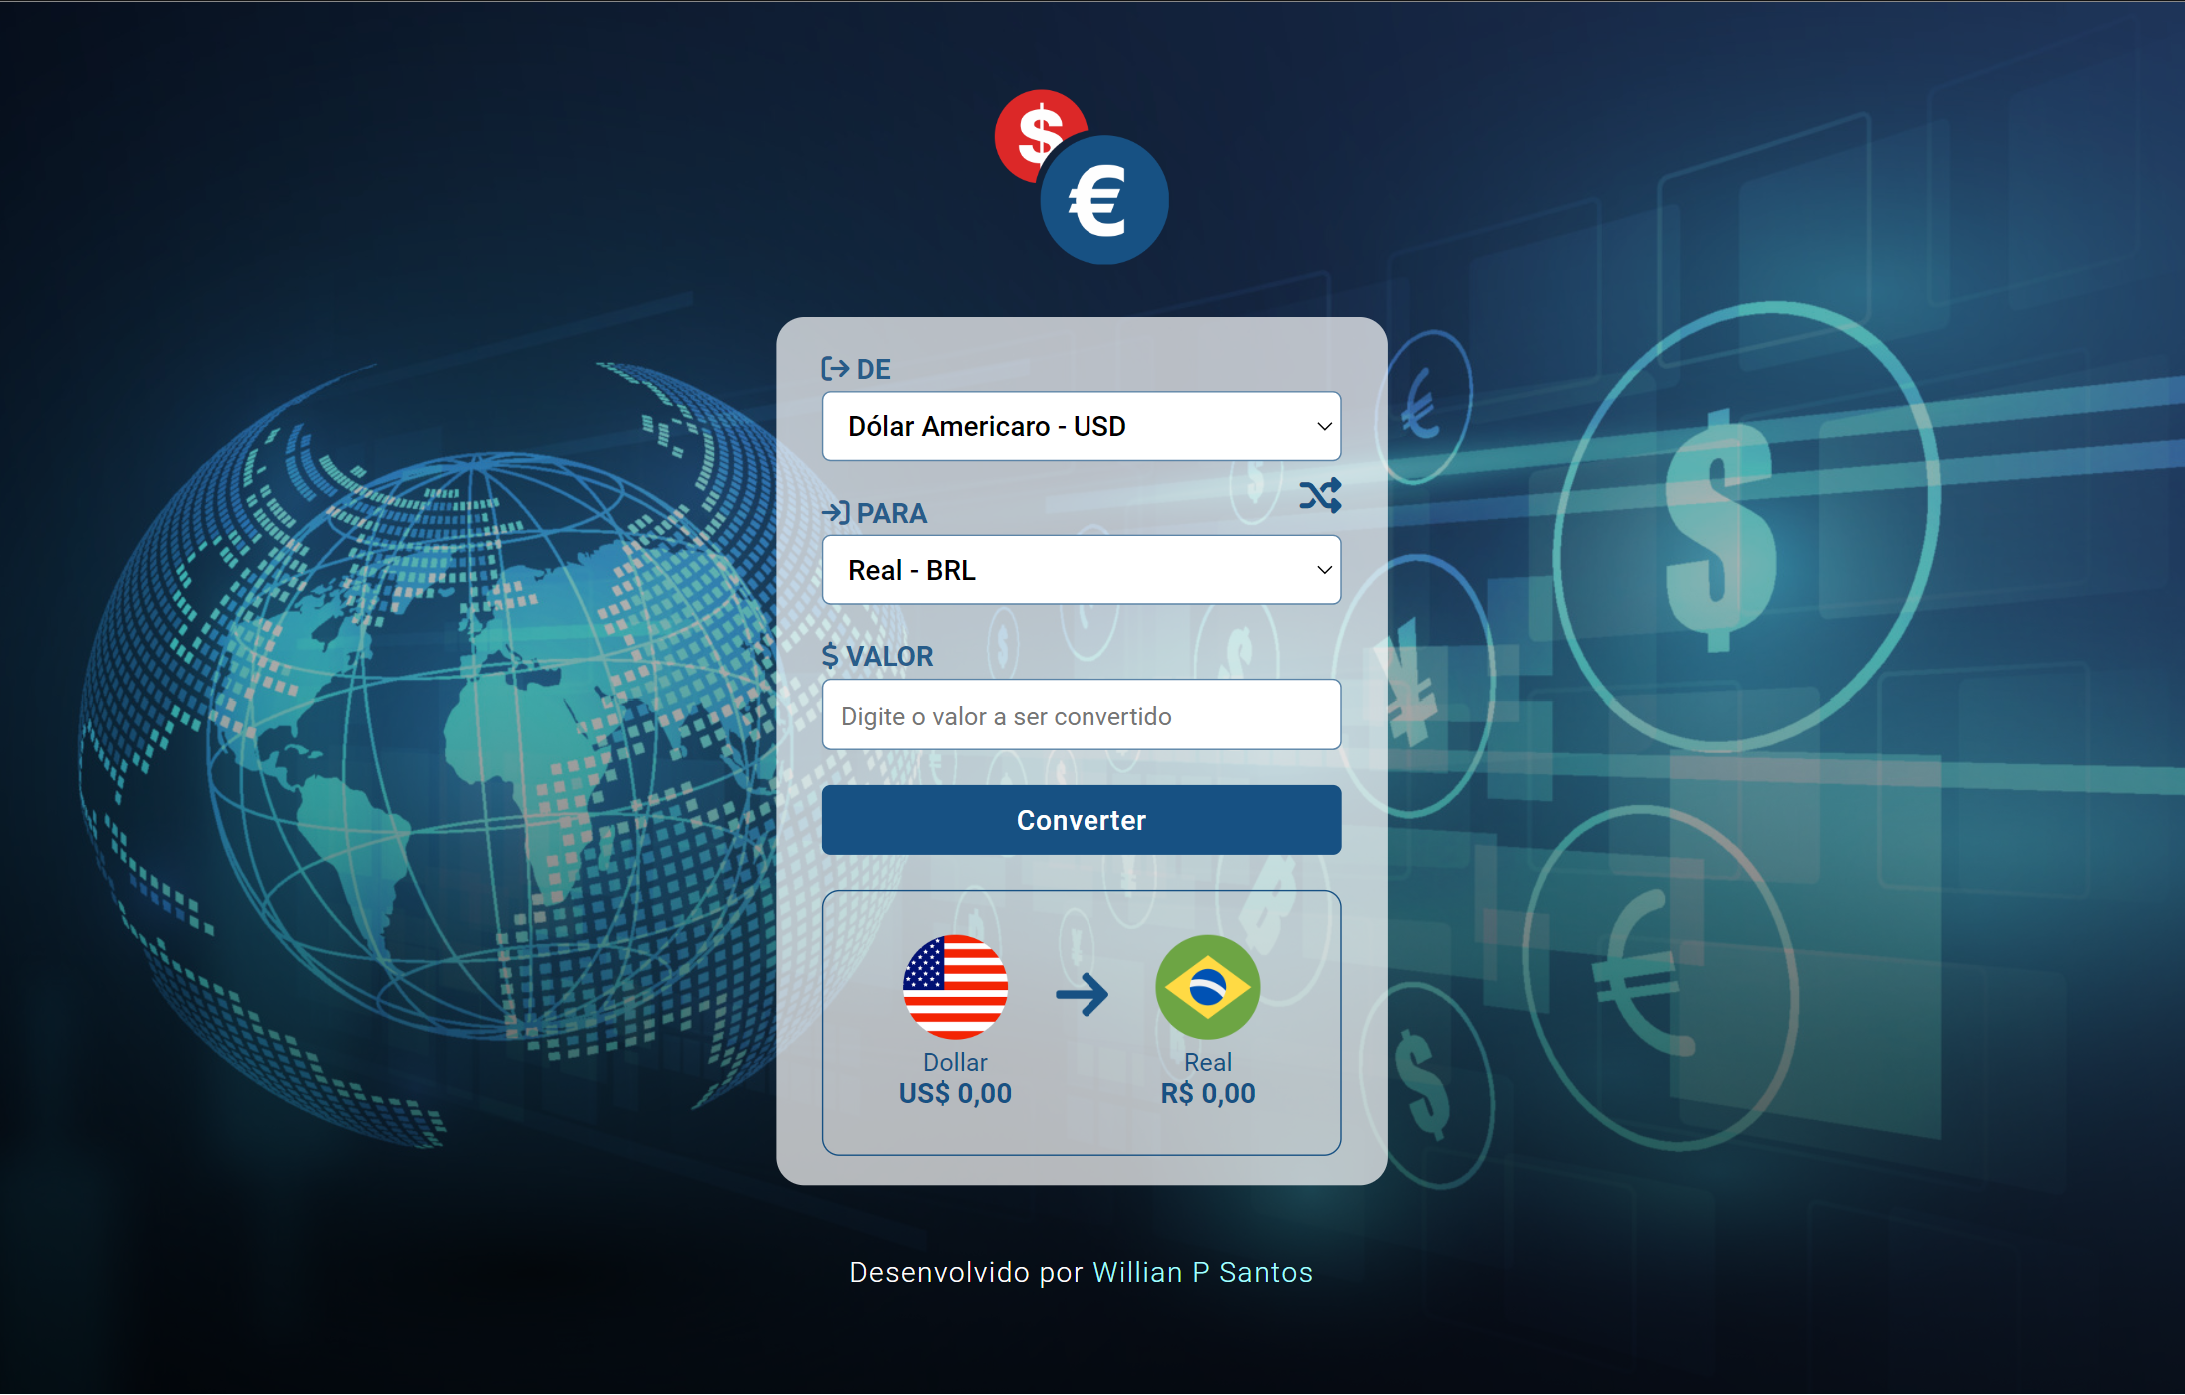 $
€
DE
Dólar Americaro - USD
PARA
Real - BRL
$ VALOR
Digite o valor a ser convertido
Converter
Dollar
US$ 0,00
Real
R$ 0,00
Desenvolvido por Willian P Santos